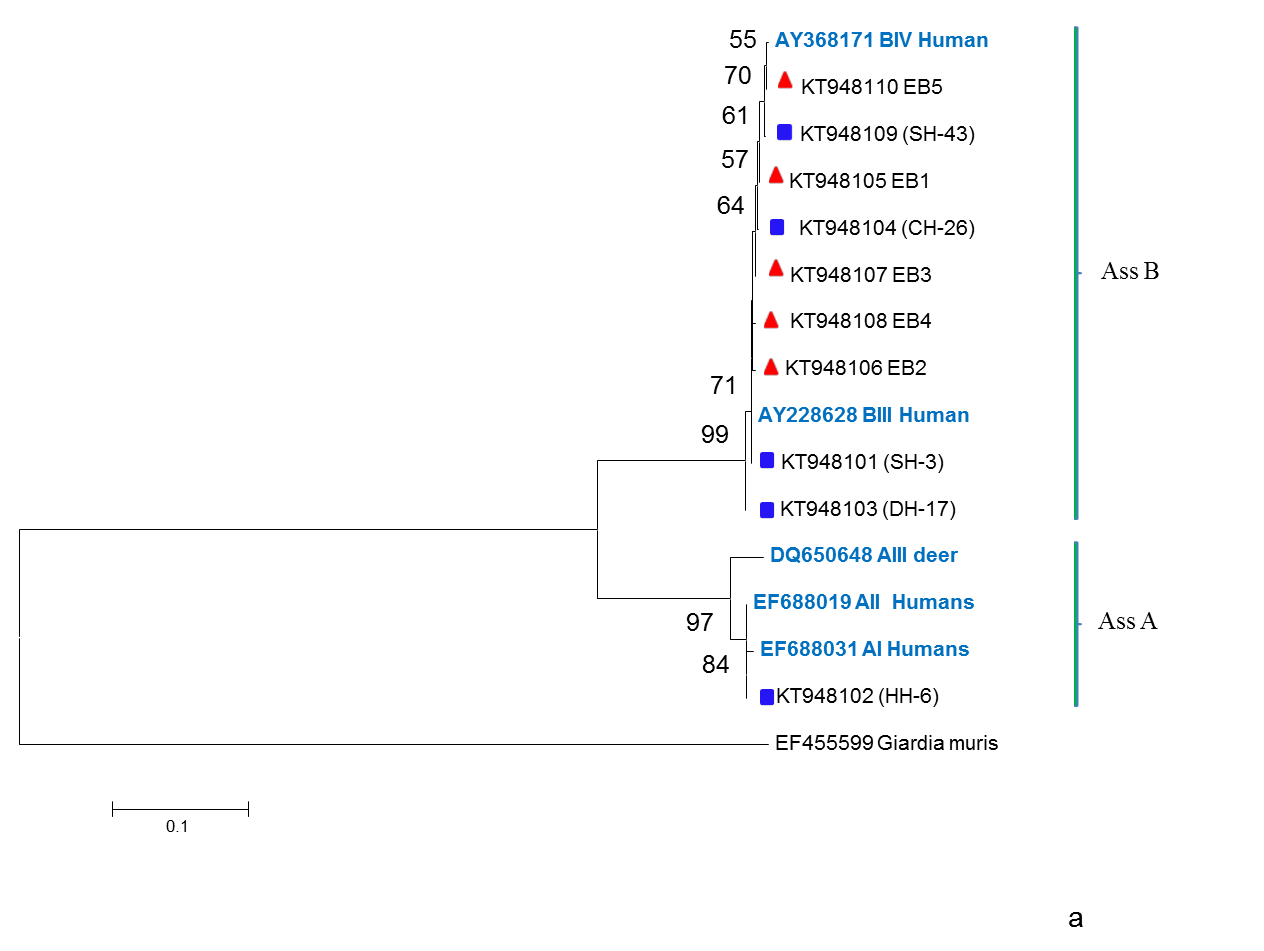 55 AY368171 BIV Human
70
KT948110 EB5
61
KT948109 (SH-43)
57
KT948105 EB1
64
KT948104 (CH-26)
KT948107 EB3
Ass B
KT948108 EB4
KT948106 EB2
71
AY228628 BIII Human
99
KT948101 (SH-3)
KT948103 (DH-17)
DQ650648 AIII deer
EF688019 AII Humans
97
Ass A
EF688031 AI Humans
84
KT948102 (HH-6)
EF455599 Giardia muris
0.1
a